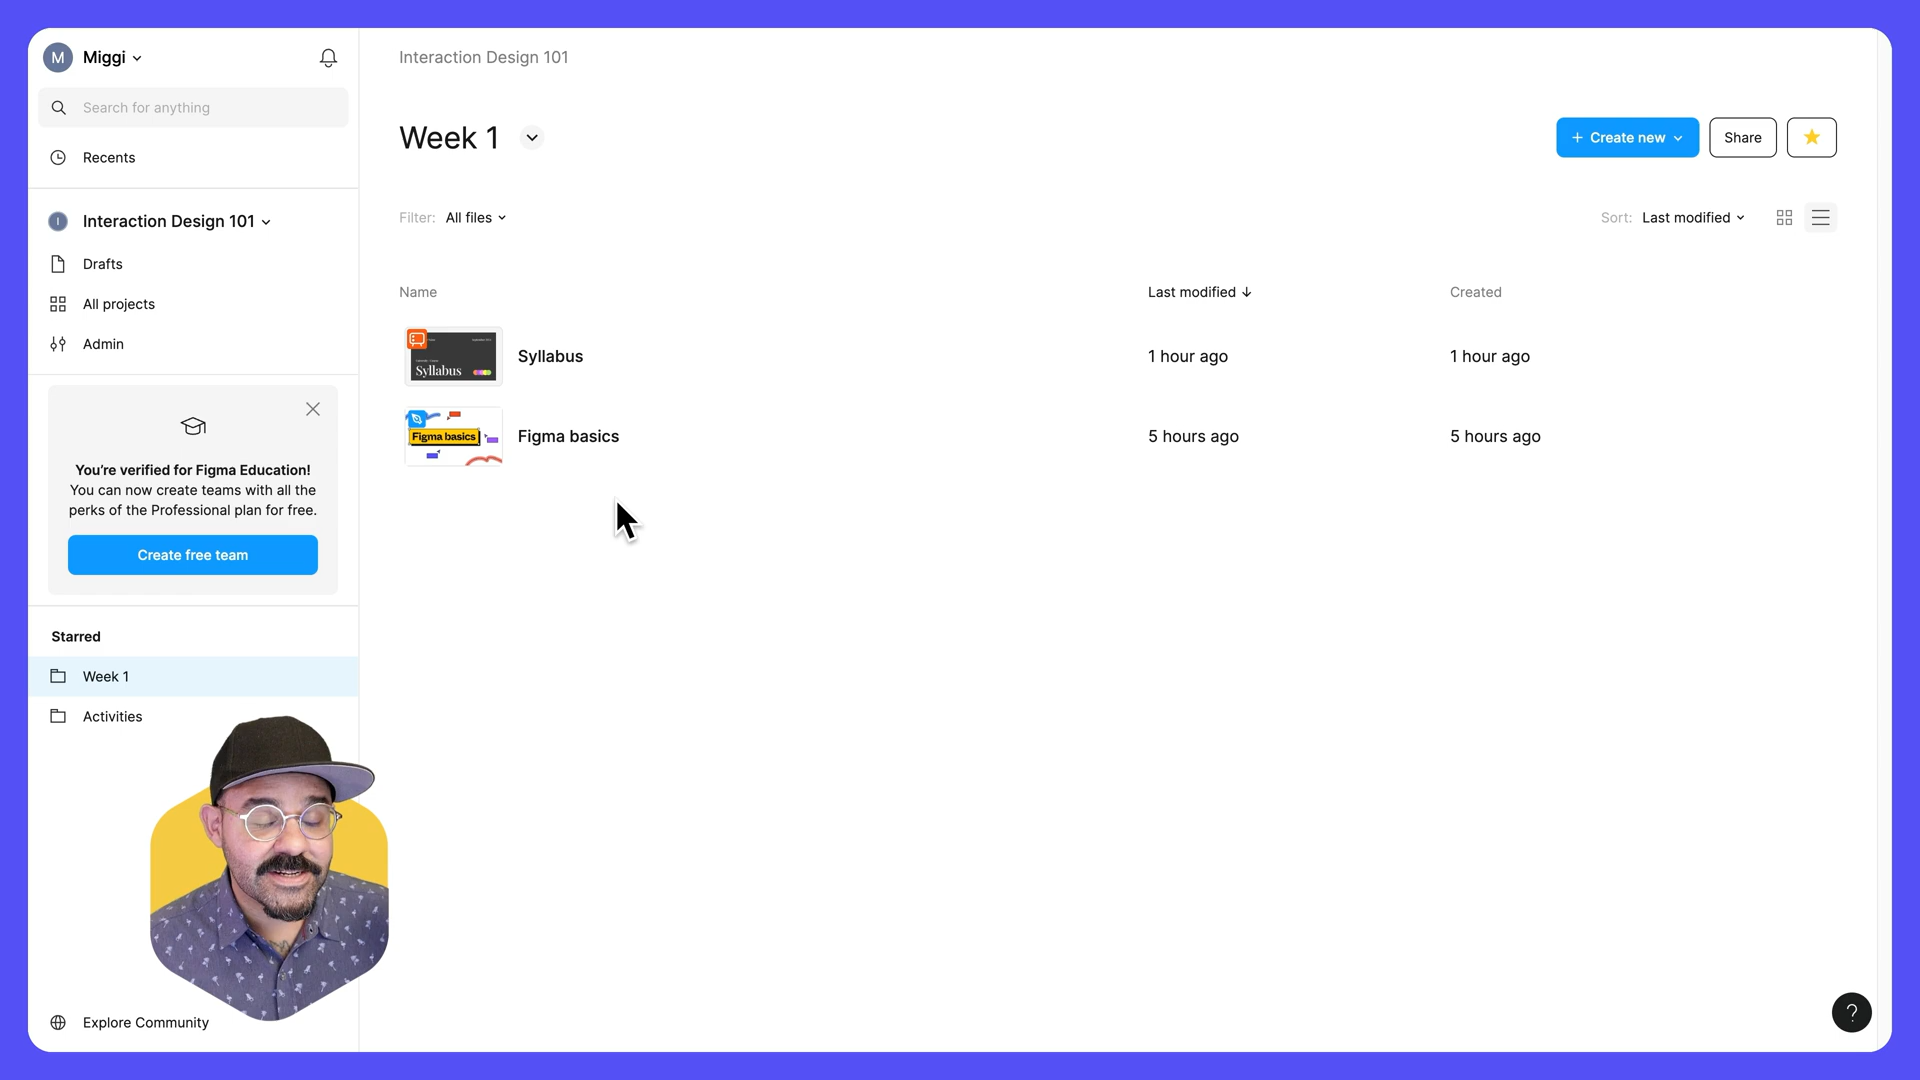 M Miggi
Search for anything
Recents
I Interaction Design 101
Drafts
All projects
Admin
You're verified for Figma Education!
You can now create teams with all the
perks of the Professional plan for free.
Create free team
Starred
Week 1
Activities
Explore Community
Interaction Design 101
Week 1
+ Create new
Share
Filter: All files
Sort: Last modified
Name
Last modified
Created
Syllabus
Syllabus
1 hour ago
1 hour ago
Figma basics
Figma basics
5 hours ago
5 hours ago
?